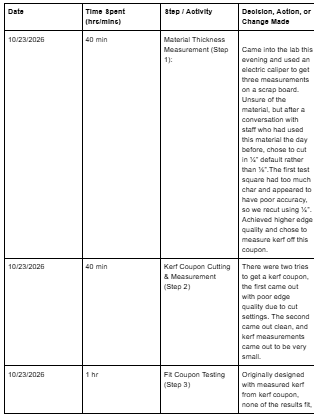 Date
Time Spent
(hrs/mins)
Step / Activity
Decision, Action, or
Change Made
10/23/2026
40 min
Material Thickness
Measurement (Step
1):
Came into the lab this
evening and used an
electric caliper to get
three measurements
on a scrap board.
Unsure of the
material, but after a
conversation with
staff who had used
this material the day
before, chose to cut
in ¼” default rather
than ⅛”.The first test
square had too much
char and appeared to
have poor accuracy,
so we recut using ¼”.
Achieved higher edge
quality and chose to
measure kerf off this
coupon.
10/23/2026
40 min
Kerf Coupon Cutting
& Measurement
(Step 2)
There were two tries
to get a kerf coupon,
the first came out
with poor edge
quality due to cut
settings. The second
came out clean, and
kerf measurements
came out to be very
small.
10/23/2026
1 hr
Fit Coupon Testing
(Step 3)
Originally designed
with measured kerf
from kerf coupon,
none of the results fit,